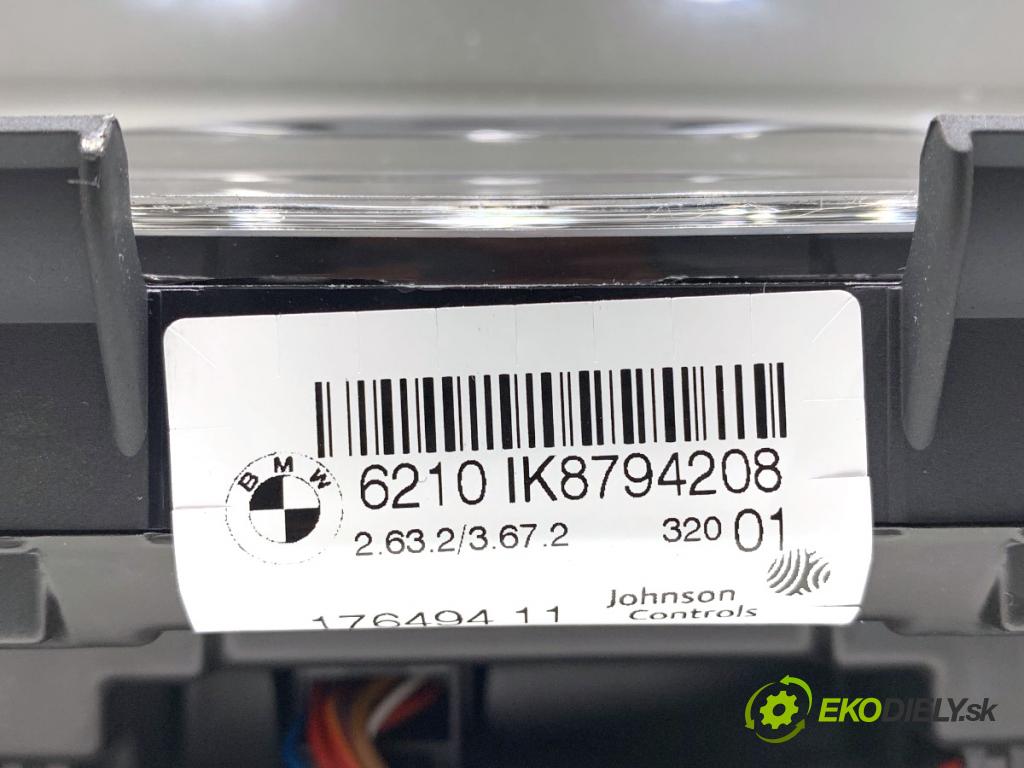 BMW
6210 IK8794208
2.63.2/3.67.2 320 01
176494 11 Johnson
Controls
EKODIELY.sk